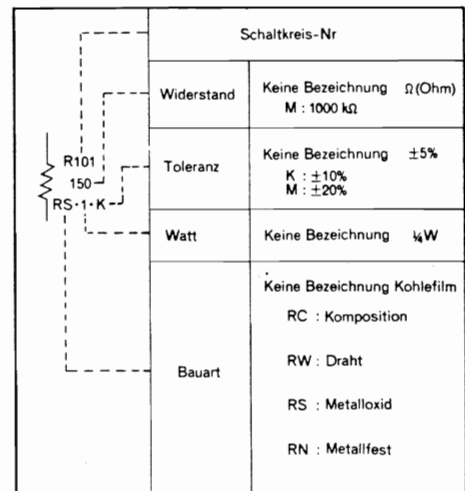 Schaltkreis-Nr
R101
150
RS·1·K
Widerstand
Keine Bezeichnung Ω(Ohm)
M : 1000 kΩ
Toleranz
Keine Bezeichnung ±5%
K : ±10%
M : ±20%
Watt
Keine Bezeichnung ¼W
Bauart
Keine Bezeichnung Kohlefilm
RC : Komposition
RW : Draht
RS : Metalloxid
RN : Metallfest